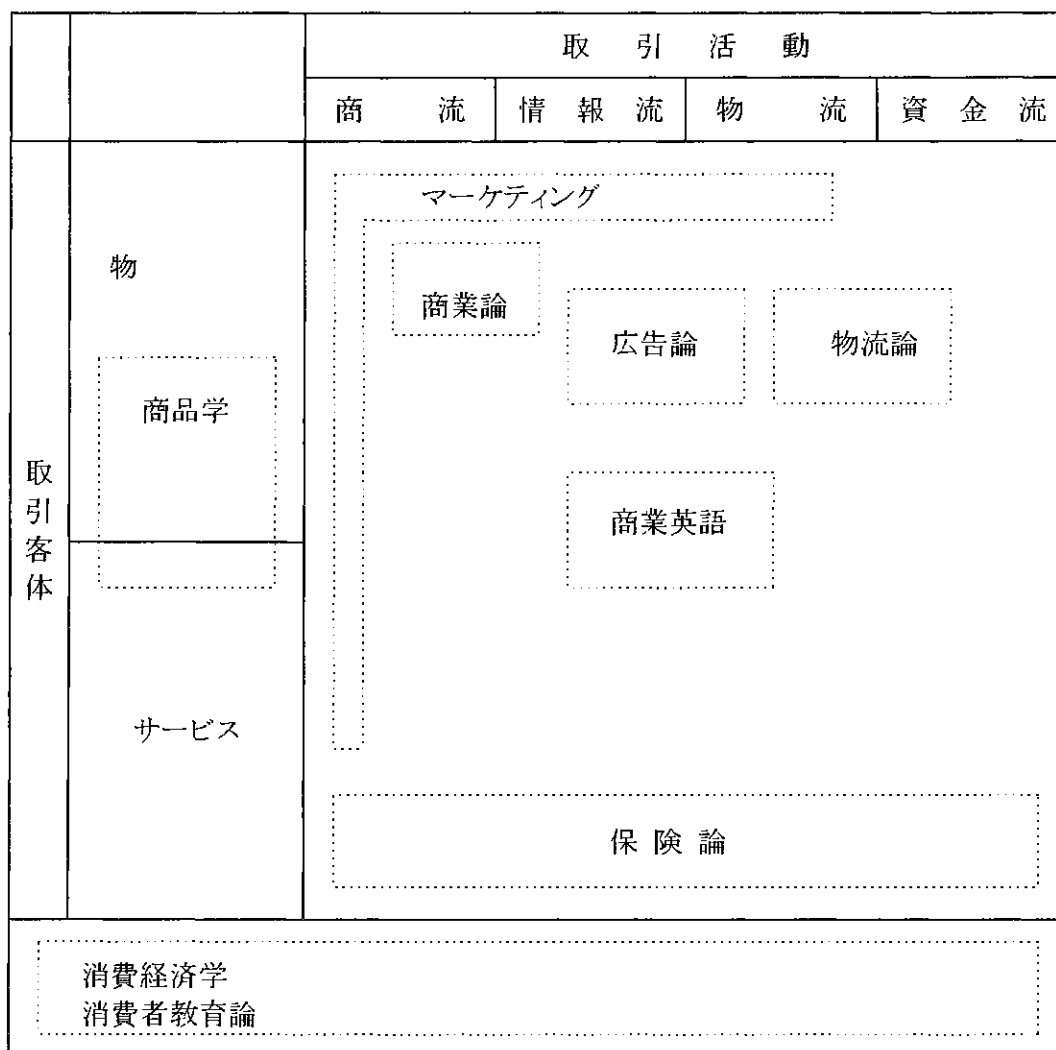 取引活動
商流 情報流 物流 資金流
マーケティング
物
商業論
広告論 物流論
商品学
取引客体
商業英語
サービス
保険論
消費経済学
消費者教育論